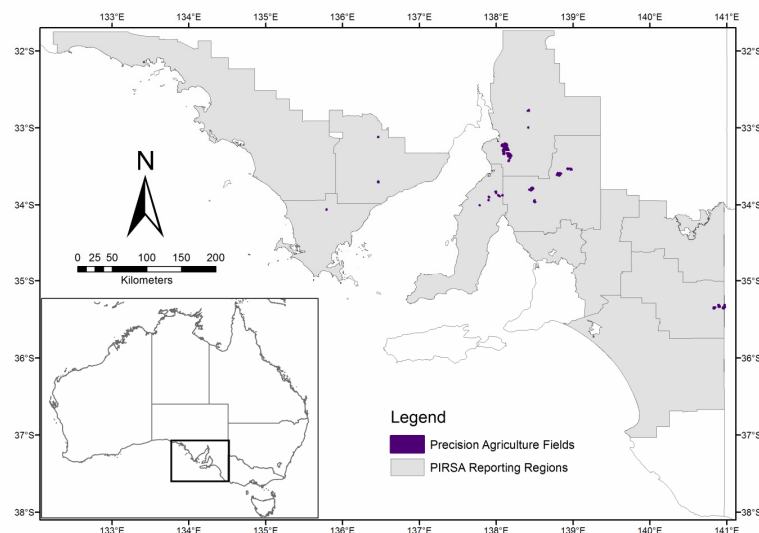 133°E 134°E 135°E 136°E 137°E 138°E 139°E 140°E 141°E
32°S 32°S
33°S 33°S
N
34°S 34°S
0 25 50 100 150 200
Kilometers
35°S 35°S
36°S 36°S
Legend
37°S 37°S
Precision Agriculture Fields
PIRSA Reporting Regions
38°S 38°S
133°E 134°E 135°E 136°E 137°E 138°E 139°E 140°E 141°E